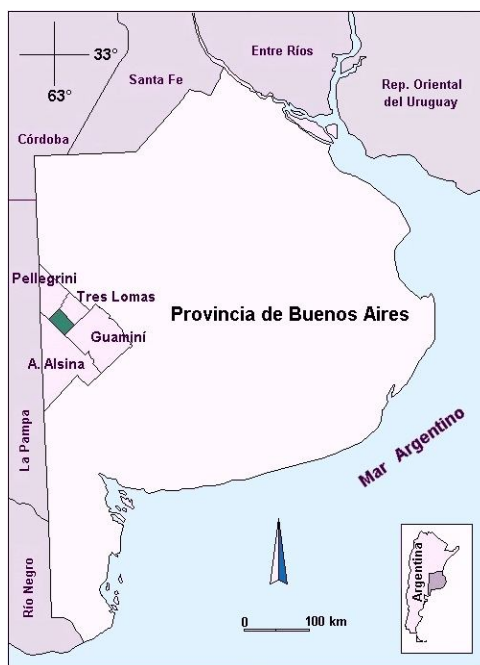 33°
63°
Entre Ríos
Santa Fe
Rep. Oriental
del Uruguay
Córdoba
Pellegrini
Tres Lomas
Provincia de Buenos Aires
Guaminí
A. Alsina
La Pampa
Mar Argentino
Río Negro
Argentina
0 100 km